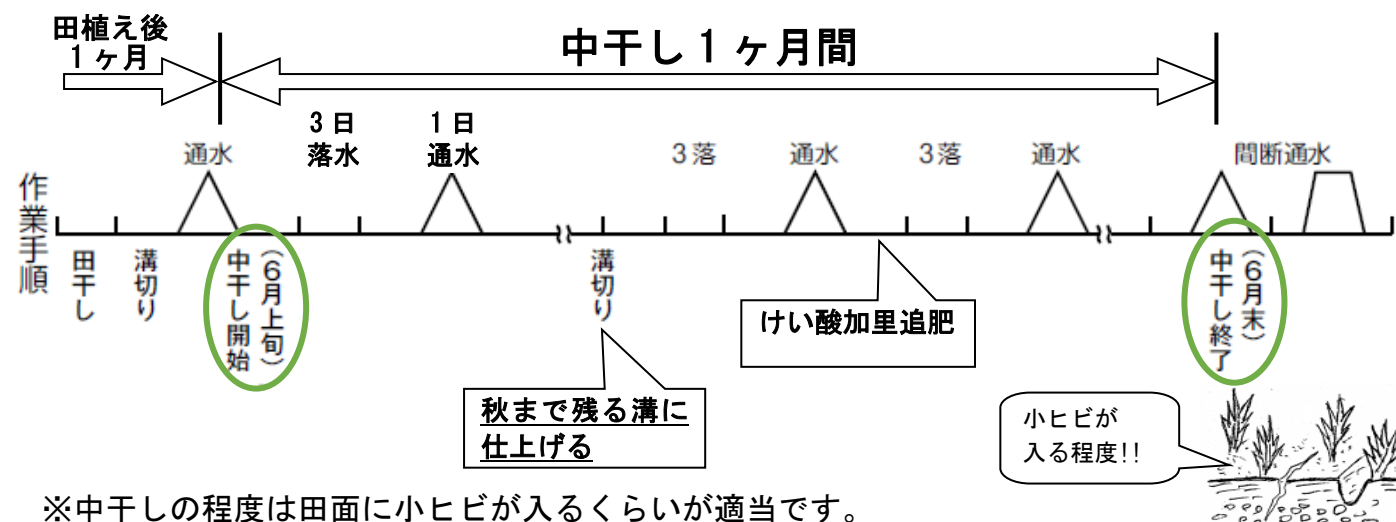 田植え後
１ヶ月
中干し１ヶ月間
３日
落水
１日
通水
通水
３落
通水
３落
通水
間断通水
作業手順
田干し
溝切り
（６月上旬）
中干し開始
溝切り
けい酸加里追肥
（６月末）
中干し終了
秋まで残る溝に
仕上げる
小ヒビが
入る程度!!
※中干しの程度は田面に小ヒビが入るくらいが適当です。